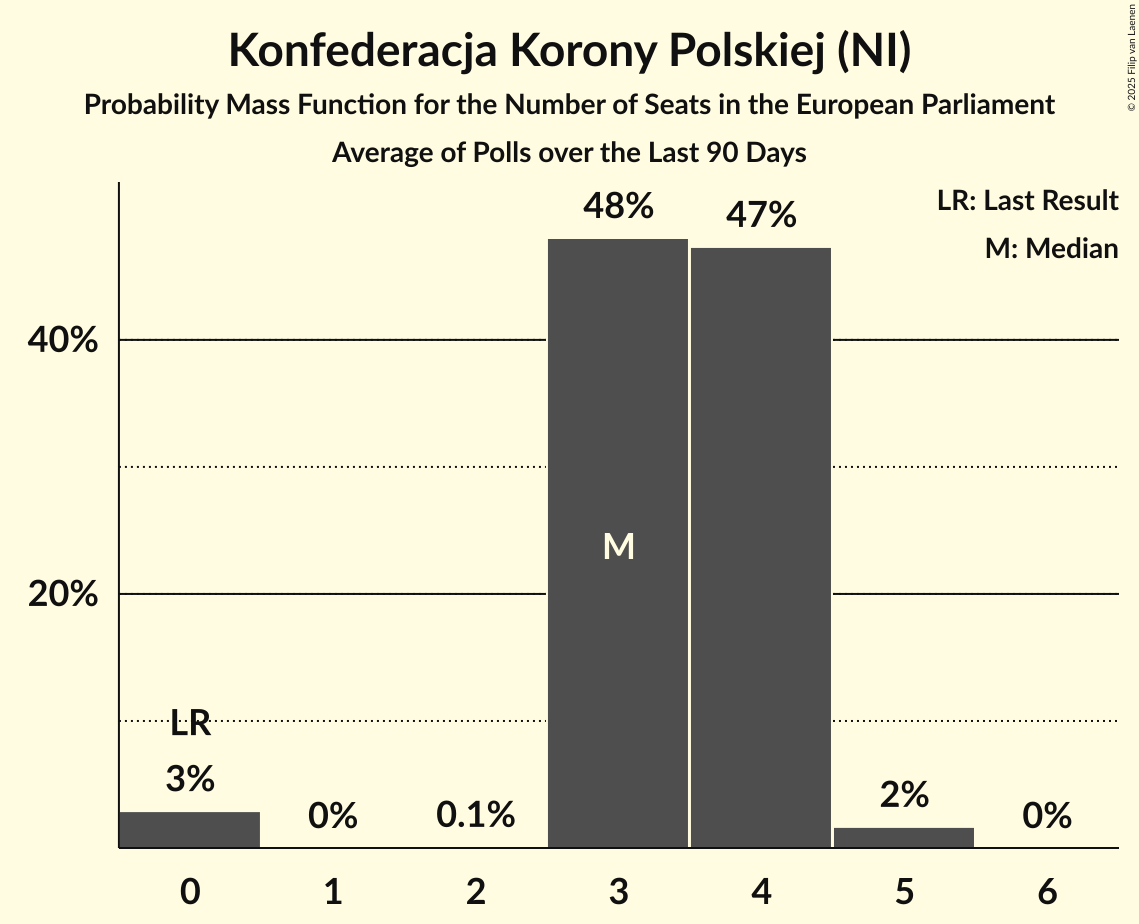 Konfederacja Korony Polskiej (NI)
Probability Mass Function for the Number of Seats in the European Parliament
Average of Polls over the Last 90 Days
© 2025 Filip van Laenen
LR: Last Result
M: Median
48%
47%
40%
M
20%
LR
3%
0%
0.1%
2%
0%
0 1 2 3 4 5 6